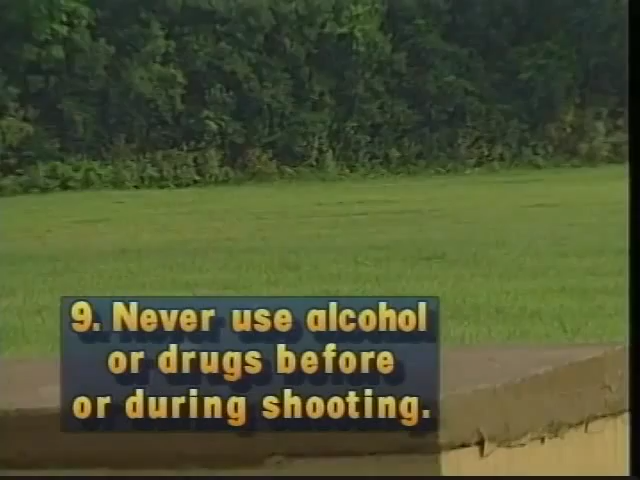 9. Never use alcohol
or drugs before
or during shooting.